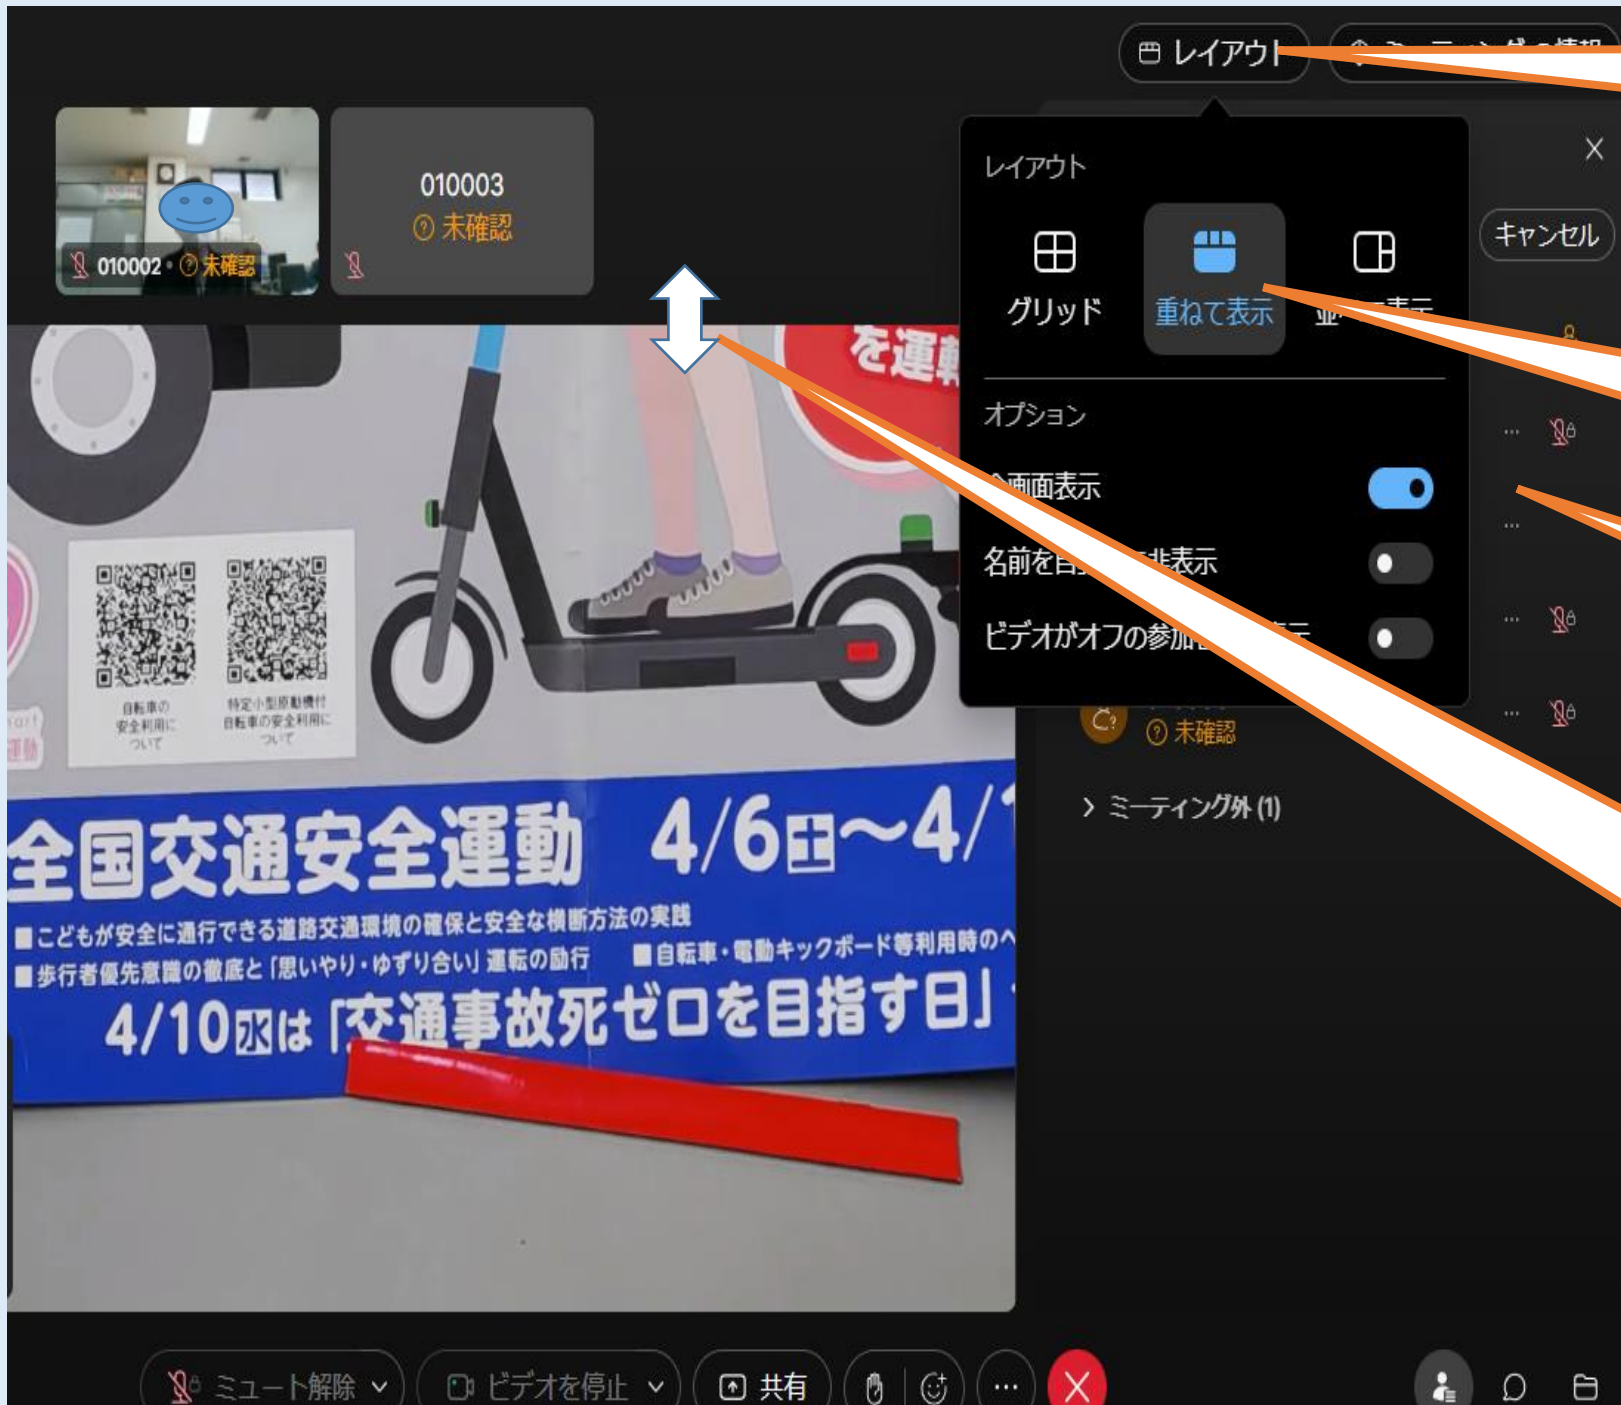 レイアウト
010003
未確認
010002
未確認
レイアウト
キャンセル
グリッド
重ねて表示
を運転
オプション
画面表示
名前を
非表示
ビデオがオフの参加
自転車の
安全利用に
ついて
特定小型原動機付
自転車の安全利用に
ついて
未確認
ミーティング外 (1)
全国交通安全運動 4/6土〜4/1
■こどもが安全に通行できる道路交通環境の確保と安全な横断方法の実践
■歩行者優先意識の徹底と「思いやり・ゆずり合い」運転の励行 ■自転車・電動キックボード等利用時のヘ
4/10水は「交通事故死ゼロを目指す日」
ミュート解除
ビデオを停止
共有